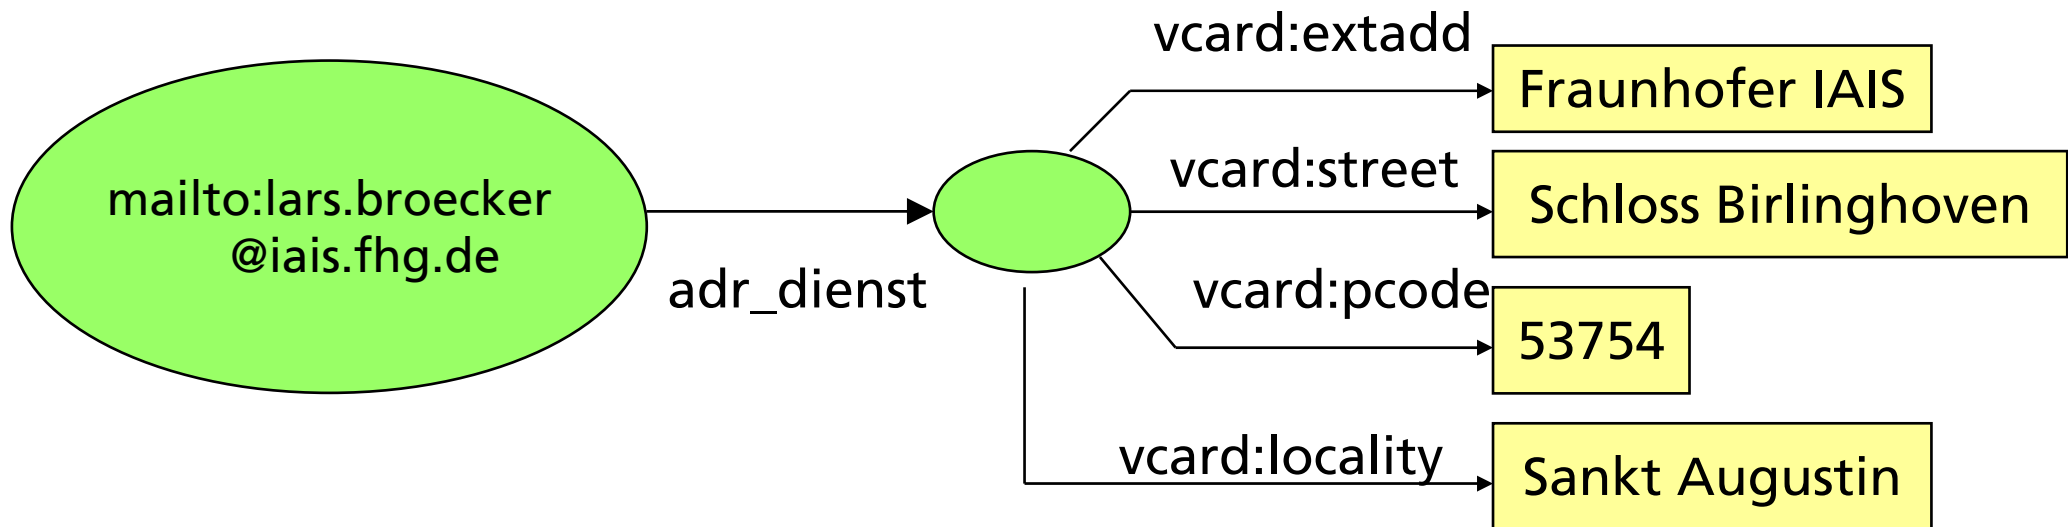 vcard:extadd
Fraunhofer IAIS
vcard:street
Schloss Birlinghoven
mailto:lars.broecker
@iais.fhg.de
adr_dienst
vcard:pcode
53754
vcard:locality
Sankt Augustin